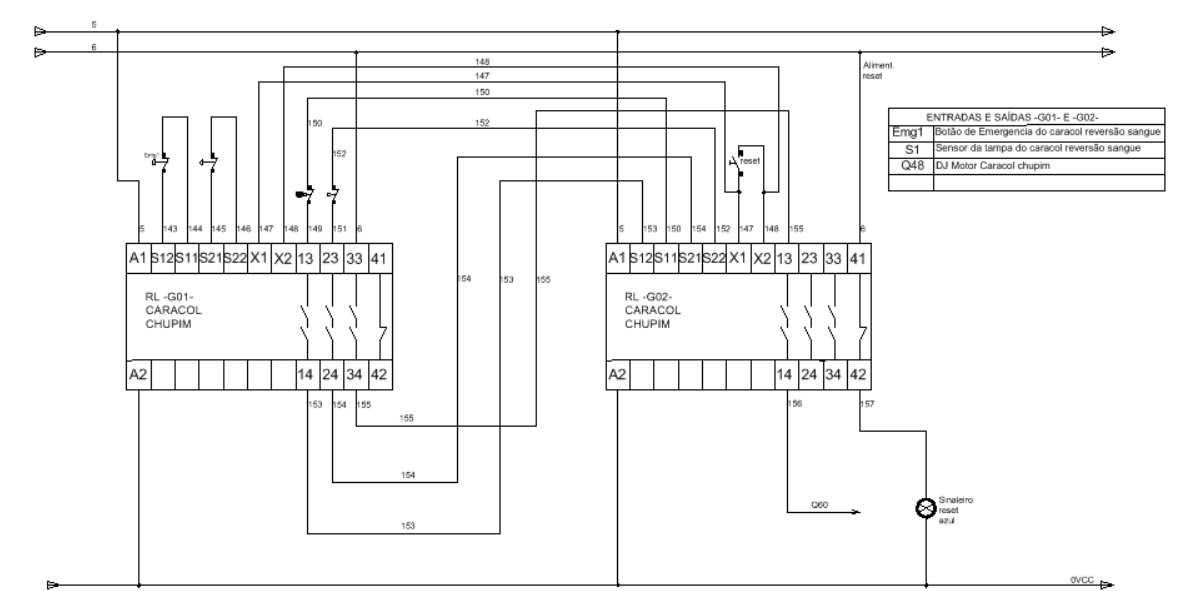 5
6
Aliment.
reset
148
147
150
152
150
152
Emg1
reset
ENTRADAS E SAÍDAS -G01- E -G02-
Emg1 Botão de Emergencia do caracol reversão sangue
S1 Sensor da tampa do caracol reversão sangue
Q48 DJ Motor Caracol chupim
5 143 144 145 146 147 148 149 151 6
5 153 150 154 152 147 148 155 6
A1 S12 S11 S21 S22 X1 X2 13 23 33 41
A1 S12 S11 S21 S22 X1 X2 13 23 33 41
154 153 155
RL -G01-
CARACOL
CHUPIM
RL -G02-
CARACOL
CHUPIM
A2 14 24 34 42
A2 14 24 34 42
153 154 155
156 157
155
154
153
Q60
Sinaleiro
reset
azul
0VCC